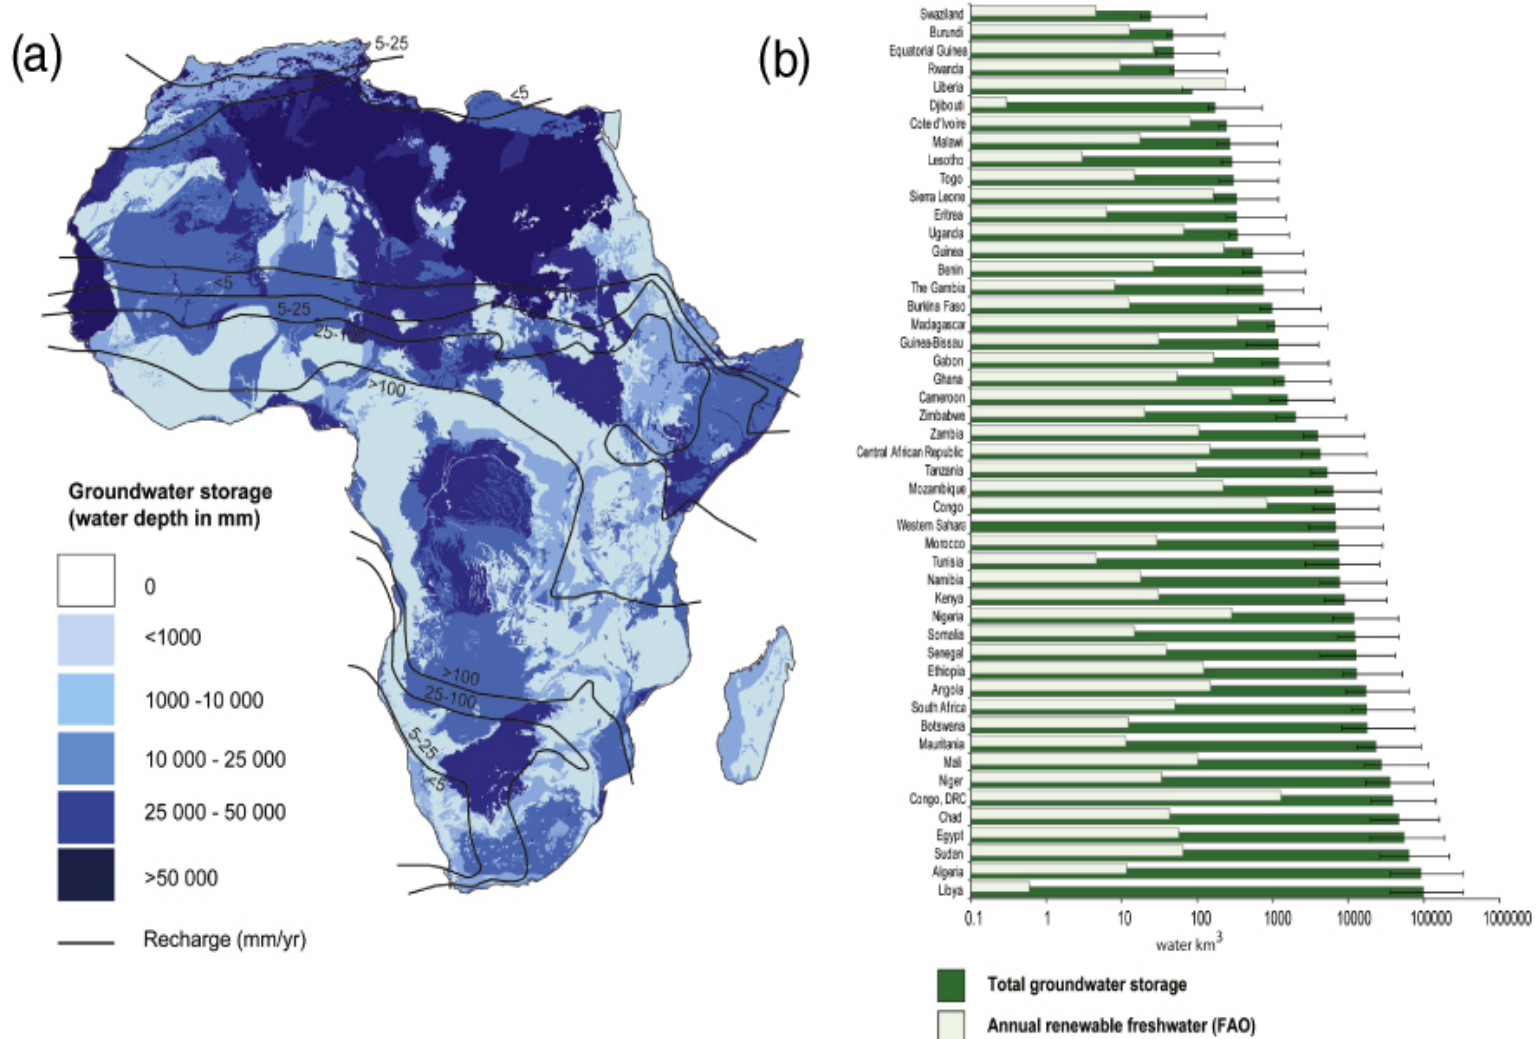 (a)
5-25
<5
<5
5-25
25-100
>100
>100
25-100
5-25
<5
Groundwater storage
(water depth in mm)
0
<1000
1000 -10 000
10 000 - 25 000
25 000 - 50 000
>50 000
Recharge (mm/yr)
(b)
Swaziland
Burundi
Equatorial Guinea
Rwanda
Liberia
Djibouti
Cote d'Ivoire
Malawi
Lesotho
Togo
Sierra Leone
Eritrea
Uganda
Guinea
Benin
The Gambia
Burkina Faso
Madagascar
Guinea-Bissau
Gabon
Ghana
Cameroon
Zimbabwe
Zambia
Central African Republic
Tanzania
Mozambique
Congo
Western Sahara
Morocco
Tunisia
Namibia
Kenya
Nigeria
Somalia
Senegal
Ethiopia
Angola
South Africa
Botswana
Mauritania
Mali
Niger
Congo, DRC
Chad
Egypt
Sudan
Algeria
Libya
0.1 1 10 100 1000 10000 100000 1000000
water km³
Total groundwater storage
Annual renewable freshwater (FAO)